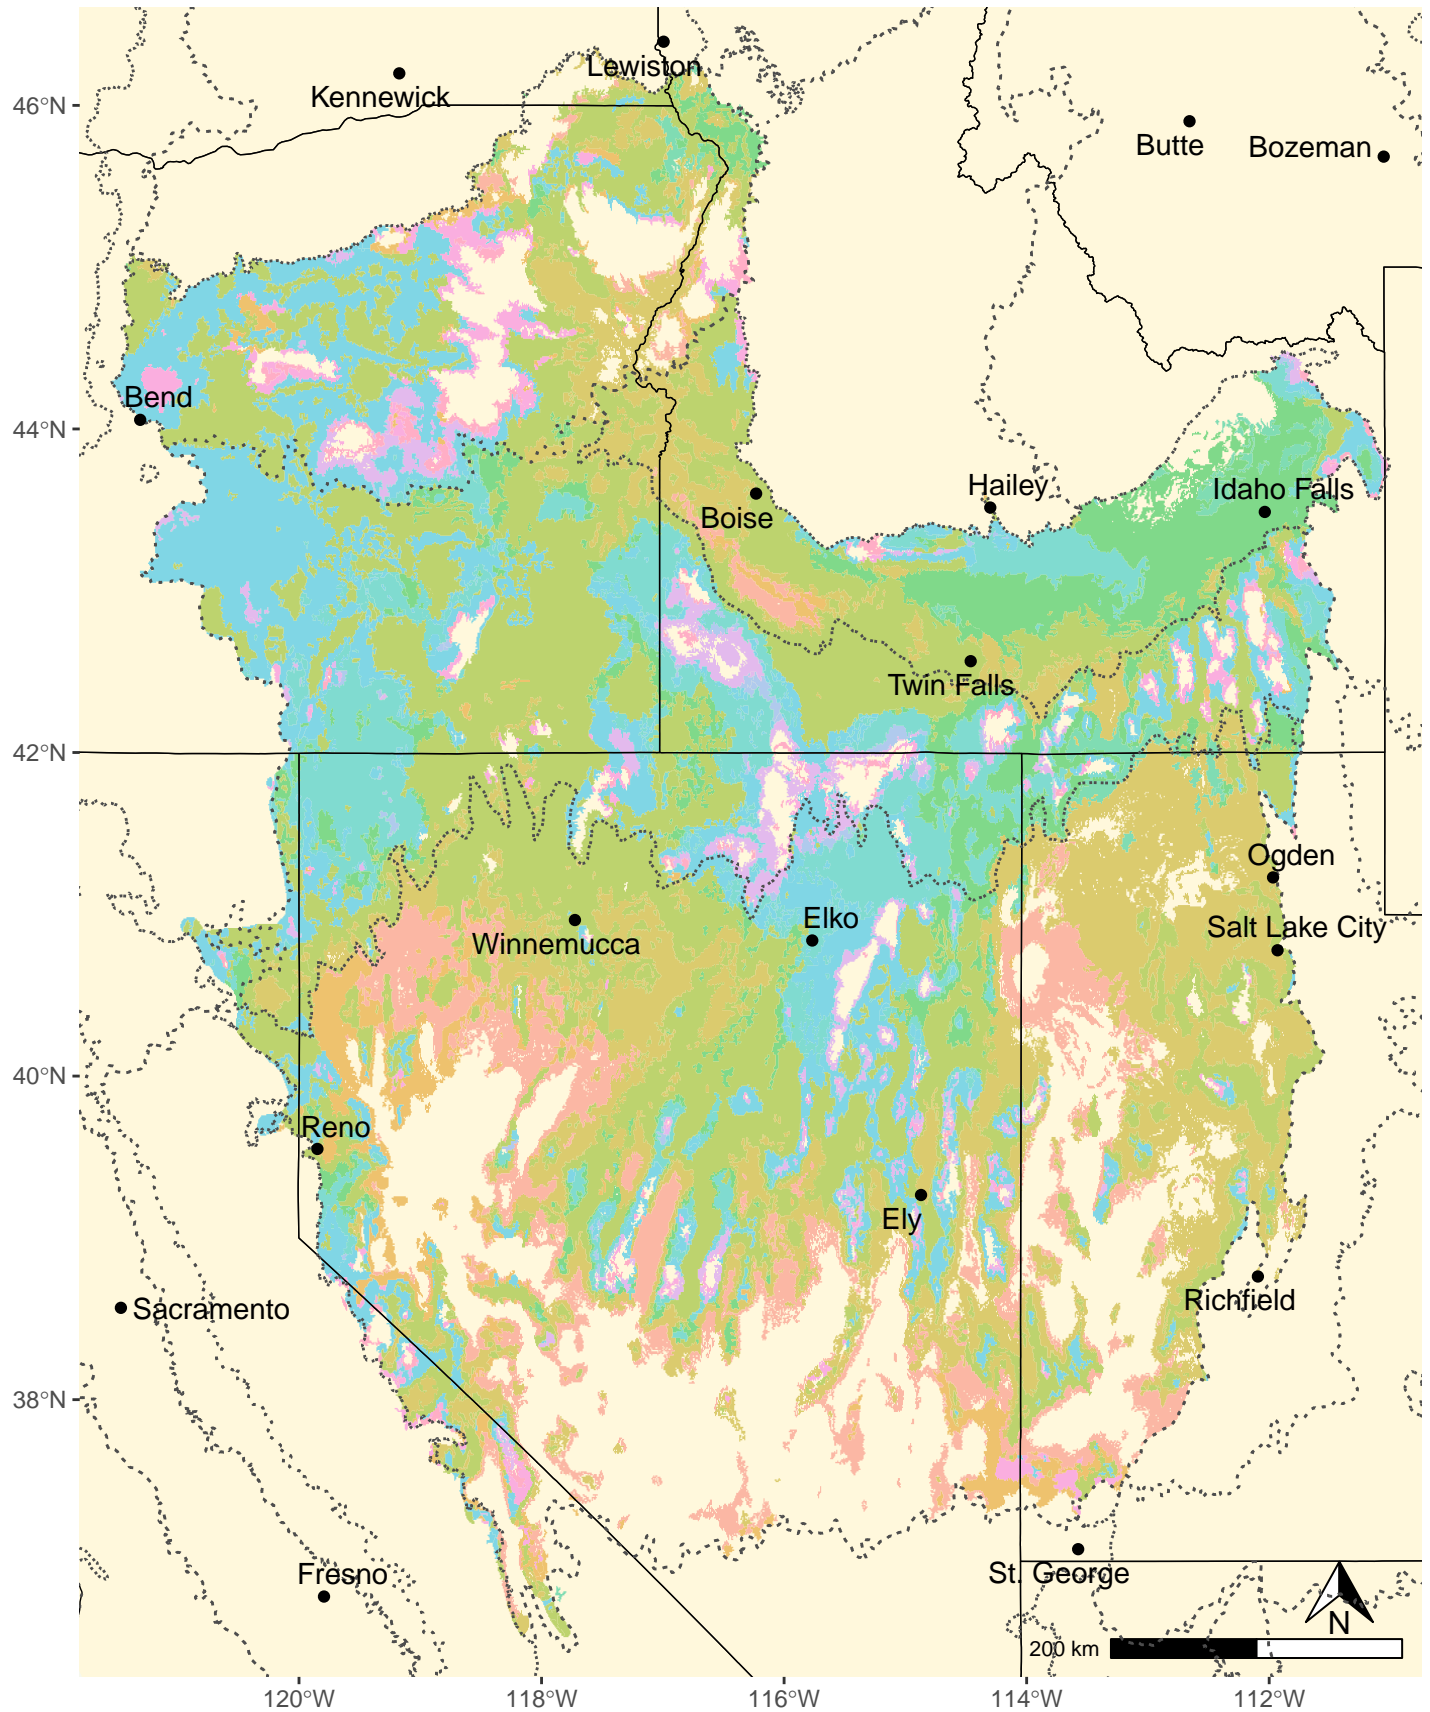 Lewiston
Kennewick
46°N
Butte
Bozeman
Bend
44°N
Hailey
Idaho Falls
Boise
Twin Falls
42°N
Ogden
Elko
Salt Lake City
Winnemucca
40°N
Reno
Ely
Richfield
Sacramento
38°N
St. George
Fresno
N
200 km
120°W
118°W
116°W
114°W
112°W